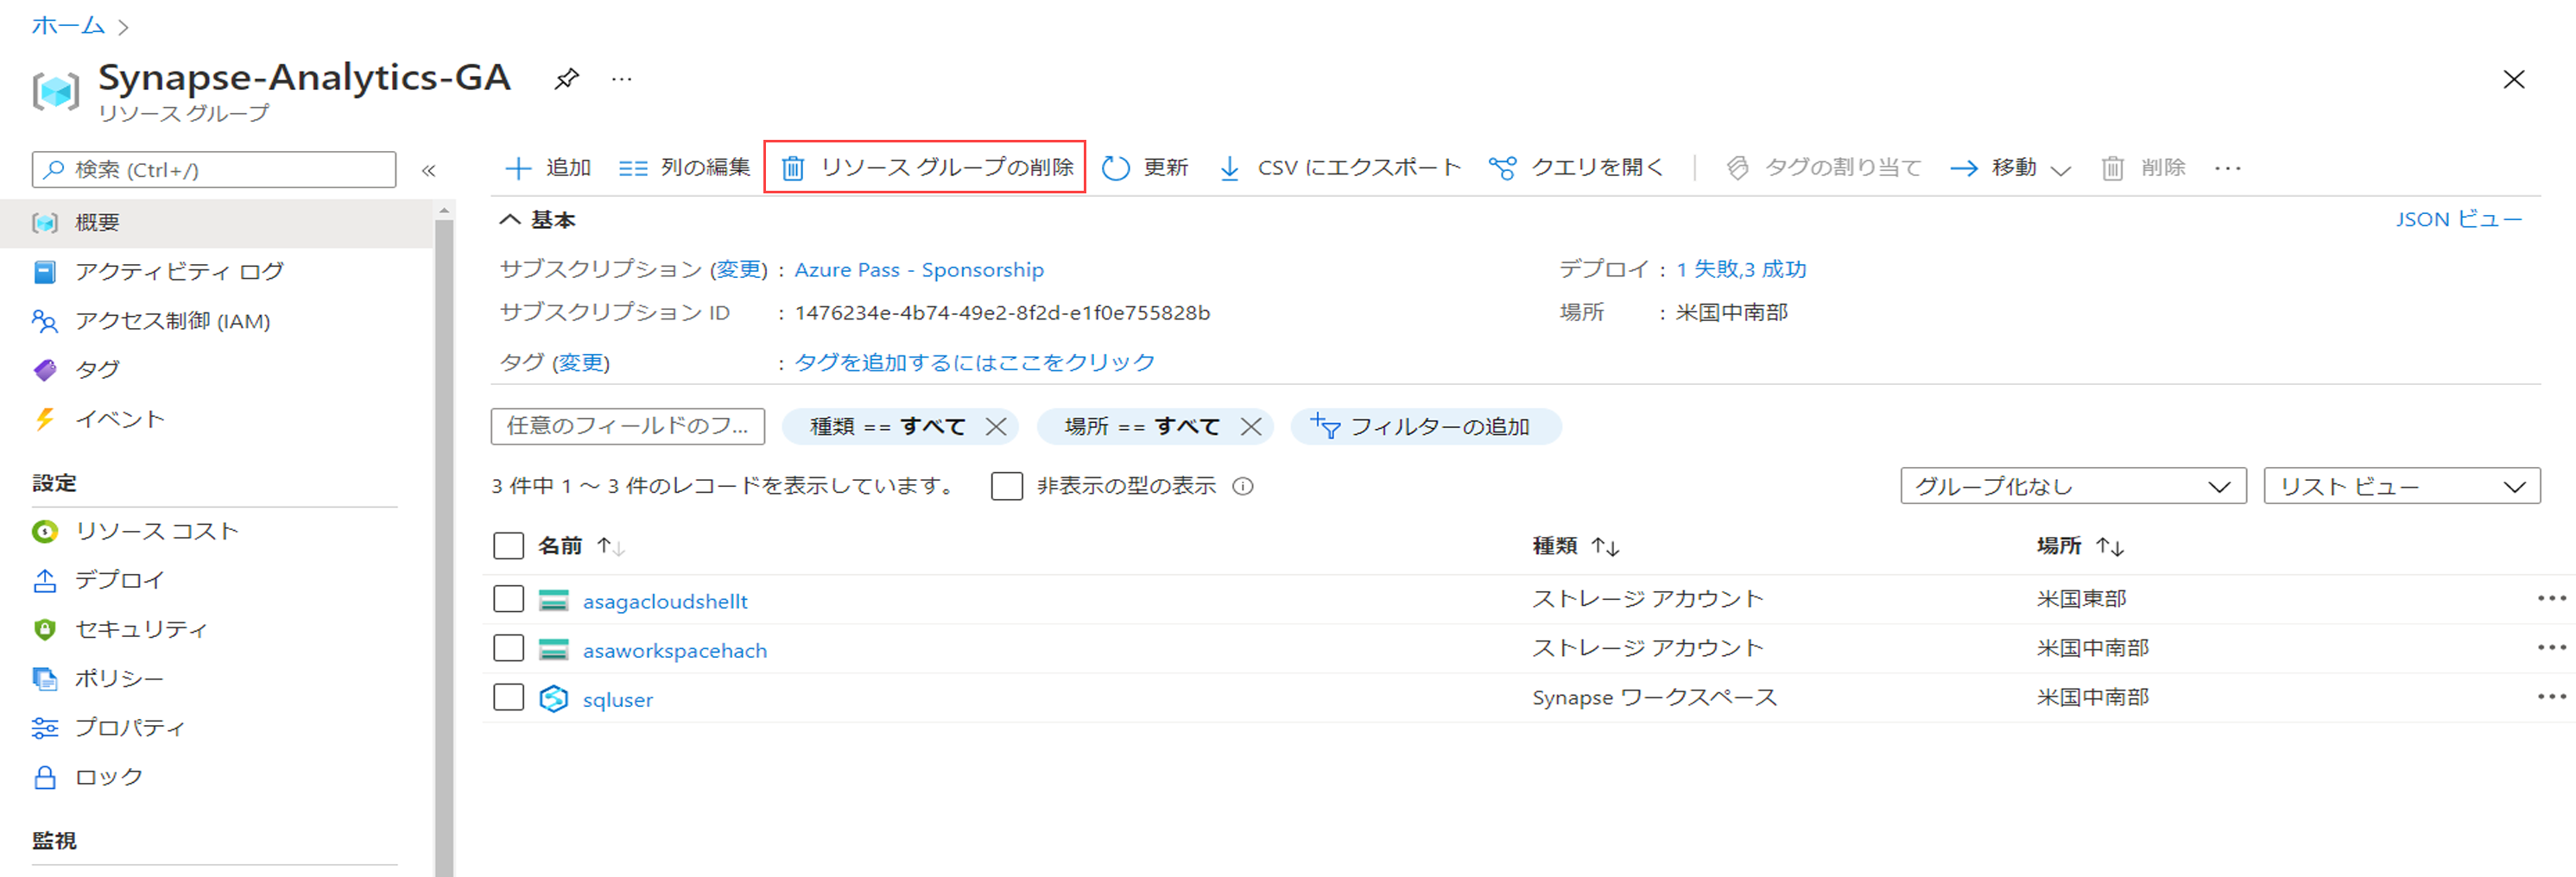 ホーム >
Synapse-Analytics-GA ...
リソース グループ
検索 (Ctrl+/) «
概要
アクティビティ ログ
アクセス制御 (IAM)
タグ
イベント
設定
リソース コスト
デプロイ
セキュリティ
ポリシー
プロパティ
ロック
監視
追加 列の編集 リソース グループの削除 更新 CSV にエクスポート クエリを開く タグの割り当て 移動 削除 ...
基本 JSON ビュー
サブスクリプション (変更) : Azure Pass - Sponsorship デプロイ : 1 失敗,3 成功
サブスクリプション ID : 1476234e-4b74-49e2-8f2d-e1f0e755828b 場所 : 米国中南部
タグ (変更) : タグを追加するにはここをクリック
任意のフィールドのフ... 種類 == すべて 場所 == すべて フィルターの追加
3 件中 1 ～ 3 件のレコードを表示しています。 非表示の型の表示 グループ化なし リスト ビュー
名前 種類 場所
asagacloudshellt ストレージ アカウント 米国東部 ...
asaworkspacehach ストレージ アカウント 米国中南部 ...
sqluser Synapse ワークスペース 米国中南部 ...